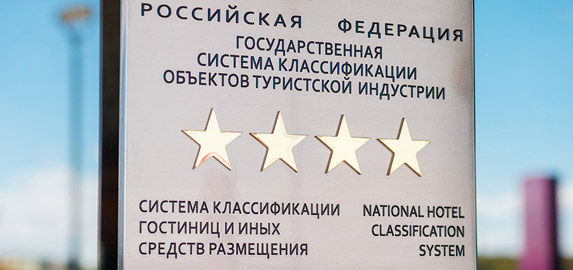 РОССИЙСКАЯ ФЕДЕРАЦИЯ
ГОСУДАРСТВЕННАЯ
СИСТЕМА КЛАССИФИКАЦИИ
ОБЪЕКТОВ ТУРИСТСКОЙ ИНДУСТРИИ
СИСТЕМА КЛАССИФИКАЦИИ
ГОСТИНИЦ И ИНЫХ
СРЕДСТВ РАЗМЕЩЕНИЯ
NATIONAL HOTEL
CLASSIFICATION
SYSTEM